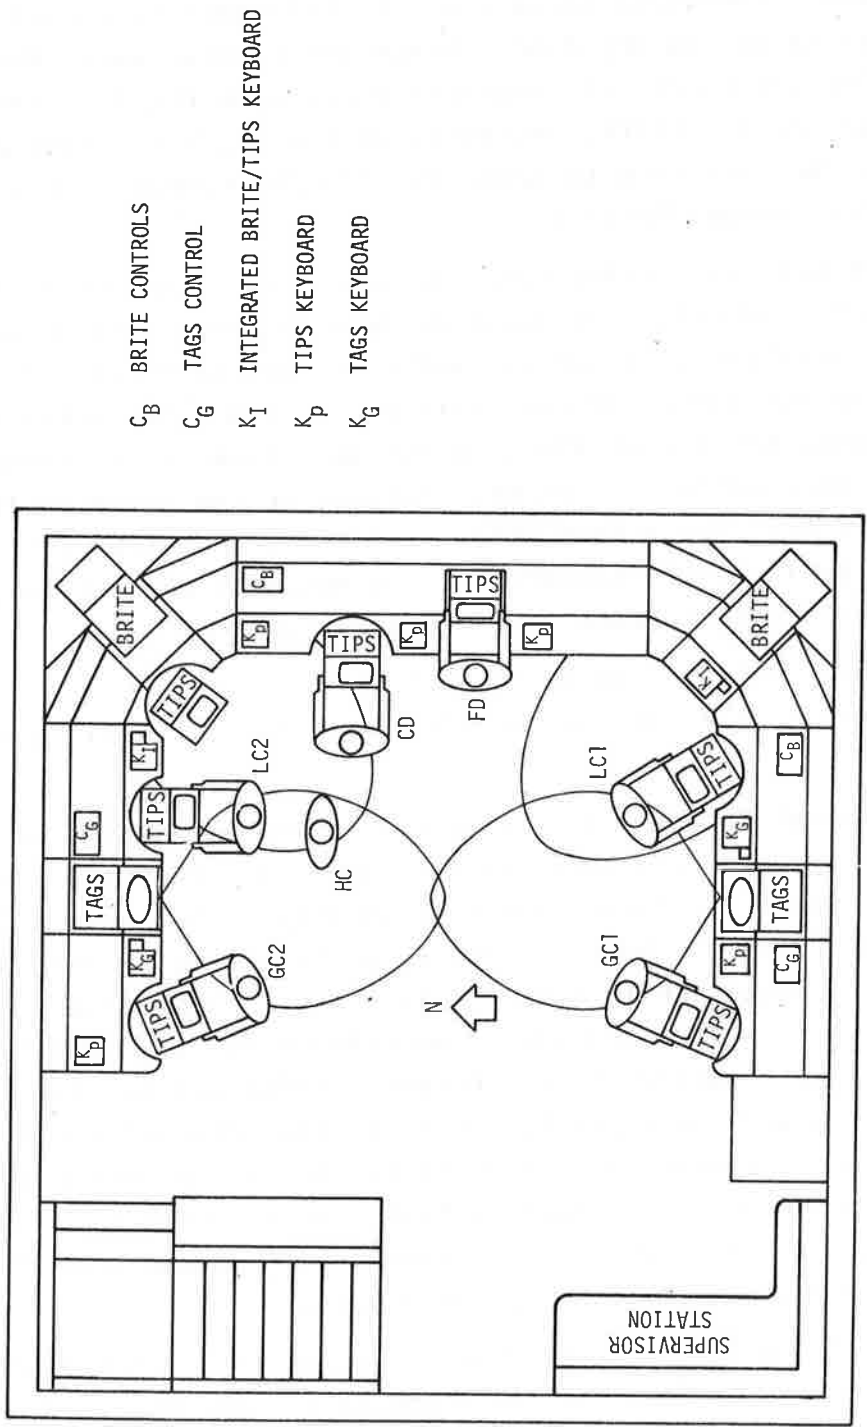 C_B BRITE CONTROLS
C_G TAGS CONTROL
K_I INTEGRATED BRITE/TIPS KEYBOARD
K_p TIPS KEYBOARD
K_G TAGS KEYBOARD
BRITE
C_B
K_p
TIPS
TIPS
K_p
TIPS
K_p
BRITE
K_I
CD
FD
K_I
TIPS
LC2
HC
LC1
TIPS
C_B
C_G
TAGS
K_G
TAGS
K_G
K_p
TIPS
GC2
N
GC1
TIPS
K_p
C_G
SUPERVISOR
STATION